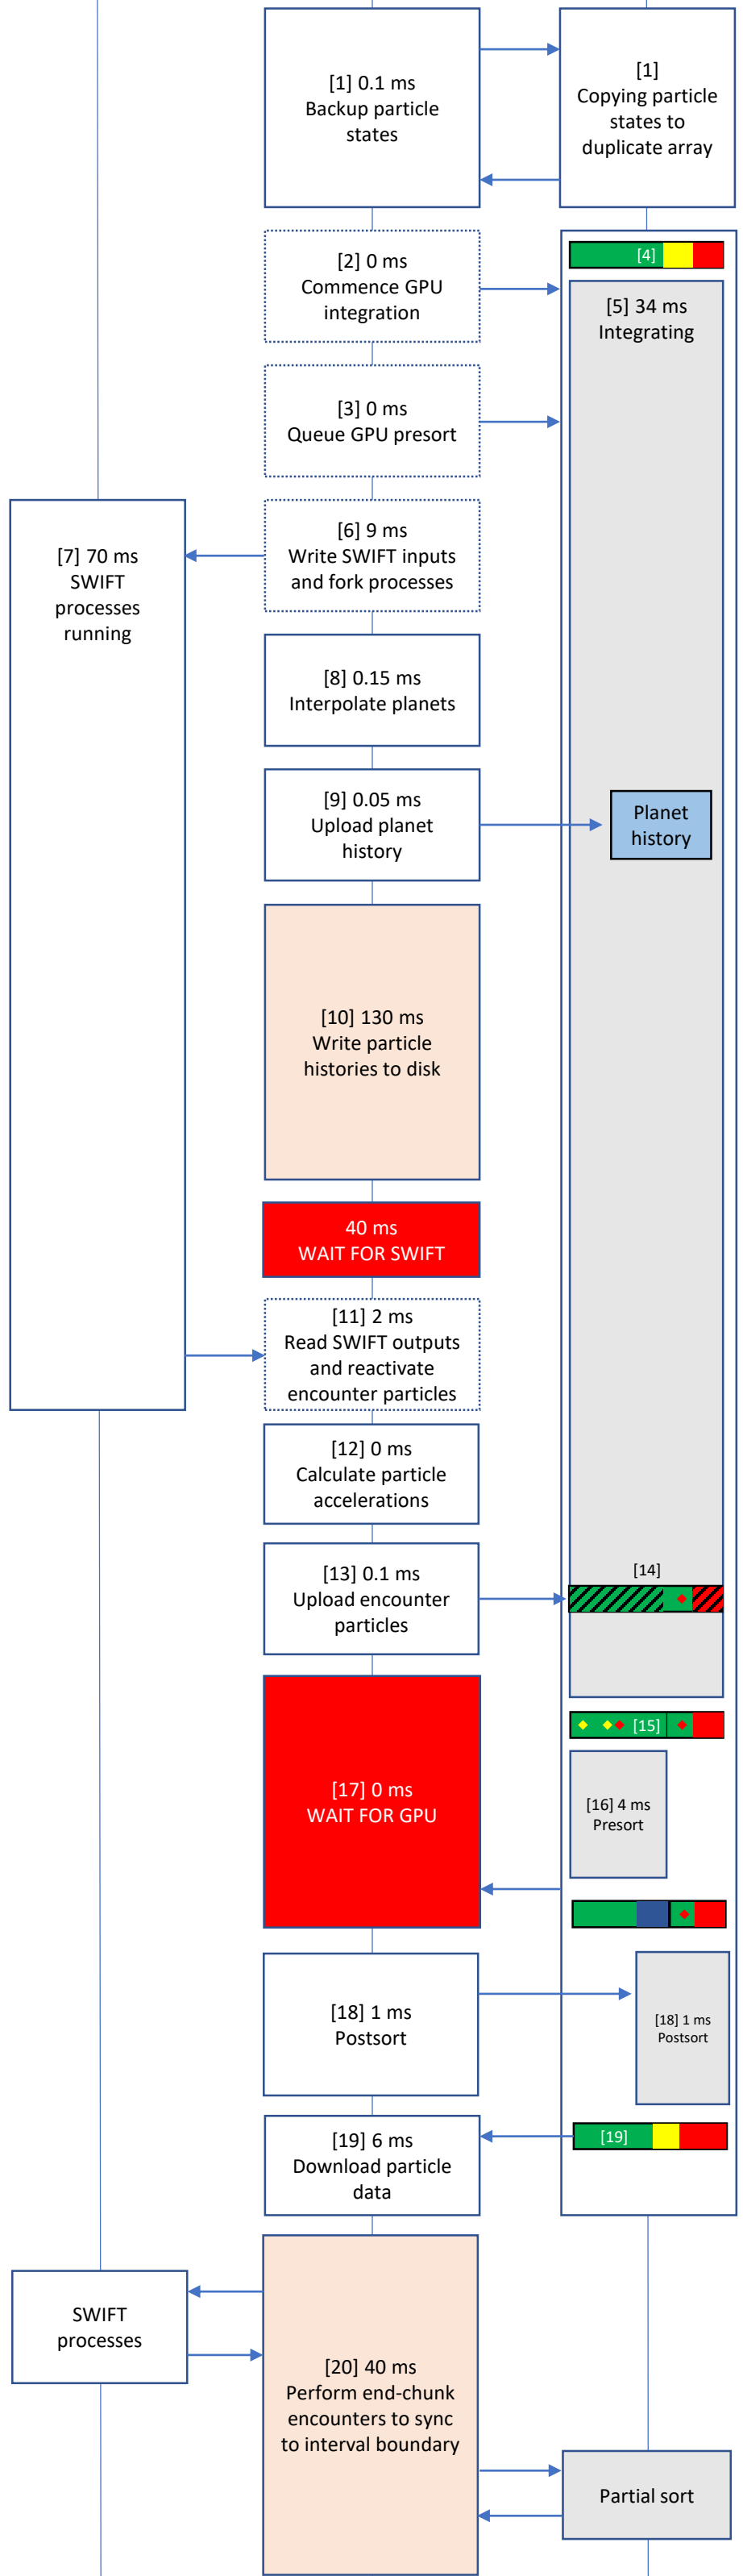 [1] 0.1 ms
Backup particle
states
[1]
Copying particle
states to
duplicate array
[2] 0 ms
Commence GPU
integration
[4]
[5] 34 ms
Integrating
[3] 0 ms
Queue GPU presort
[7] 70 ms
SWIFT
processes
running
[6] 9 ms
Write SWIFT inputs
and fork processes
[8] 0.15 ms
Interpolate planets
[9] 0.05 ms
Upload planet
history
Planet
history
[10] 130 ms
Write particle
histories to disk
40 ms
WAIT FOR SWIFT
[11] 2 ms
Read SWIFT outputs
and reactivate
encounter particles
[12] 0 ms
Calculate particle
accelerations
[13] 0.1 ms
Upload encounter
particles
[14]
[15]
[17] 0 ms
WAIT FOR GPU
[16] 4 ms
Presort
[18] 1 ms
Postsort
[18] 1 ms
Postsort
[19] 6 ms
Download particle
data
[19]
SWIFT
processes
[20] 40 ms
Perform end-chunk
encounters to sync
to interval boundary
Partial sort